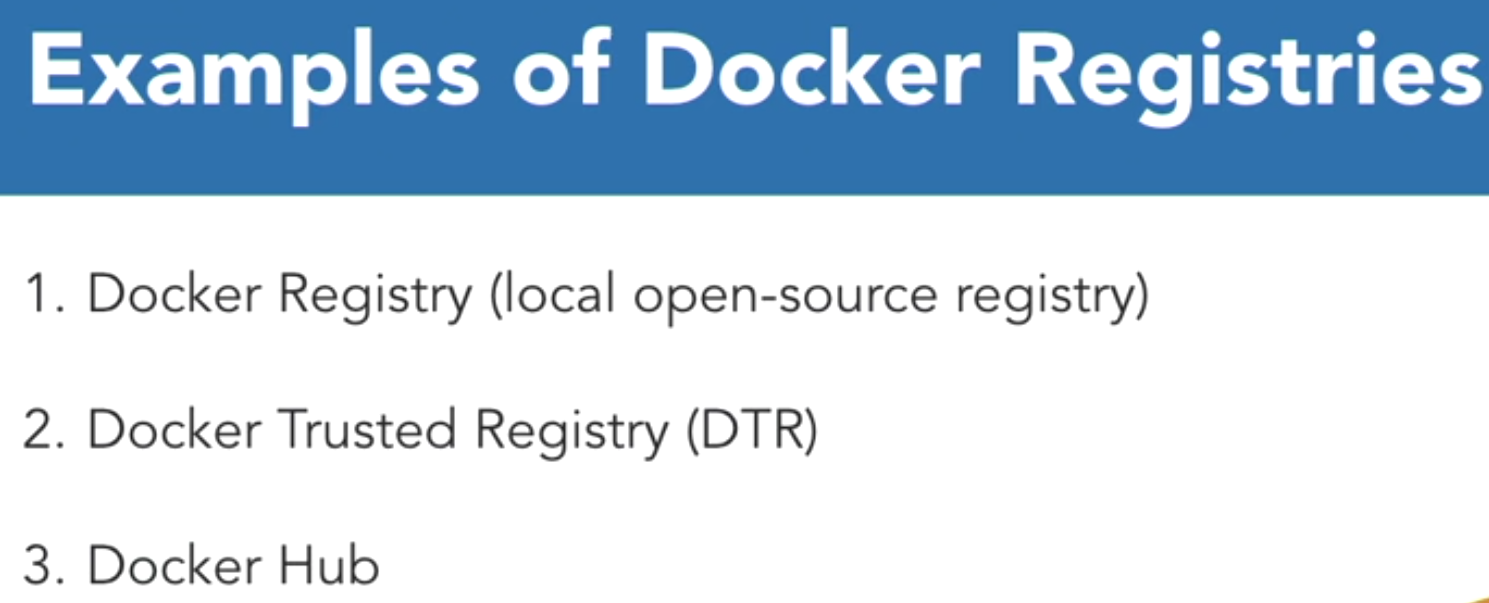 Examples of Docker Registries
1. Docker Registry (local open-source registry)
2. Docker Trusted Registry (DTR)
3. Docker Hub